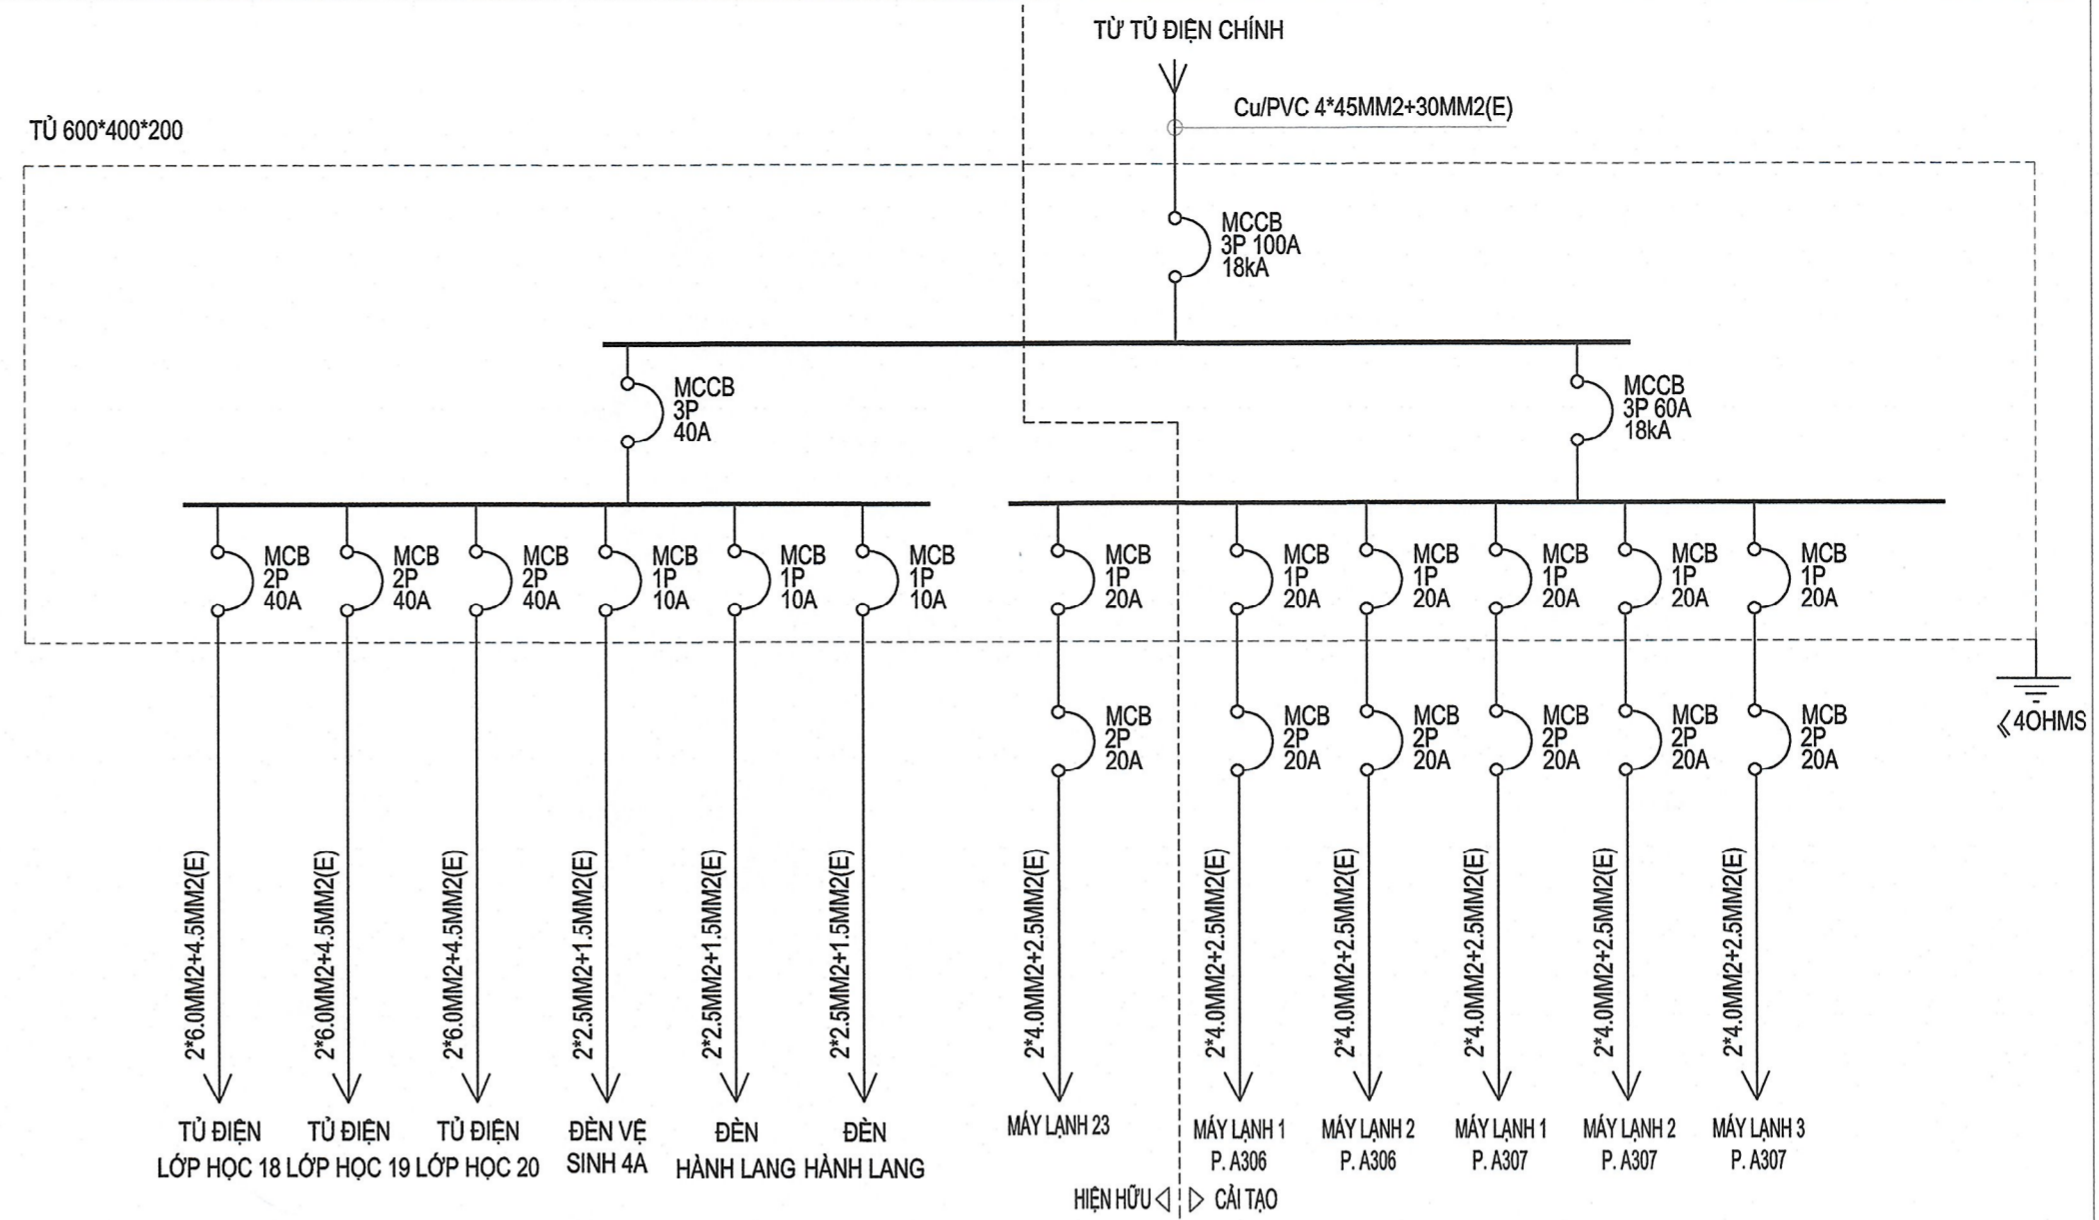 TỪ TỦ ĐIỆN CHÍNH
Cu/PVC 4*45MM2+30MM2(E)
TỦ 600*400*200
MCCB
3P 100A
18kA
MCCB
3P
40A
MCCB
3P 60A
18kA
MCB
2P
40A
MCB
2P
40A
MCB
2P
40A
MCB
1P
10A
MCB
1P
10A
MCB
1P
10A
MCB
1P
20A
MCB
1P
20A
MCB
1P
20A
MCB
1P
20A
MCB
1P
20A
MCB
1P
20A
MCB
2P
20A
MCB
2P
20A
MCB
2P
20A
MCB
2P
20A
MCB
2P
20A
MCB
2P
20A
《4OHMS
2*6.0MM2+4.5MM2(E)
2*6.0MM2+4.5MM2(E)
2*6.0MM2+4.5MM2(E)
2*2.5MM2+1.5MM2(E)
2*2.5MM2+1.5MM2(E)
2*2.5MM2+1.5MM2(E)
2*4.0MM2+2.5MM2(E)
2*4.0MM2+2.5MM2(E)
2*4.0MM2+2.5MM2(E)
2*4.0MM2+2.5MM2(E)
2*4.0MM2+2.5MM2(E)
2*4.0MM2+2.5MM2(E)
TỦ ĐIỆN
LỚP HỌC 18
TỦ ĐIỆN
LỚP HỌC 19
TỦ ĐIỆN
LỚP HỌC 20
ĐÈN VỆ
SINH 4A
ĐÈN
HÀNH LANG
ĐÈN
HÀNH LANG
MÁY LẠNH 23
MÁY LẠNH 1
P. A306
MÁY LẠNH 2
P. A306
MÁY LẠNH 1
P. A307
MÁY LẠNH 2
P. A307
MÁY LẠNH 3
P. A307
HIỆN HỮU
CẢI TẠO